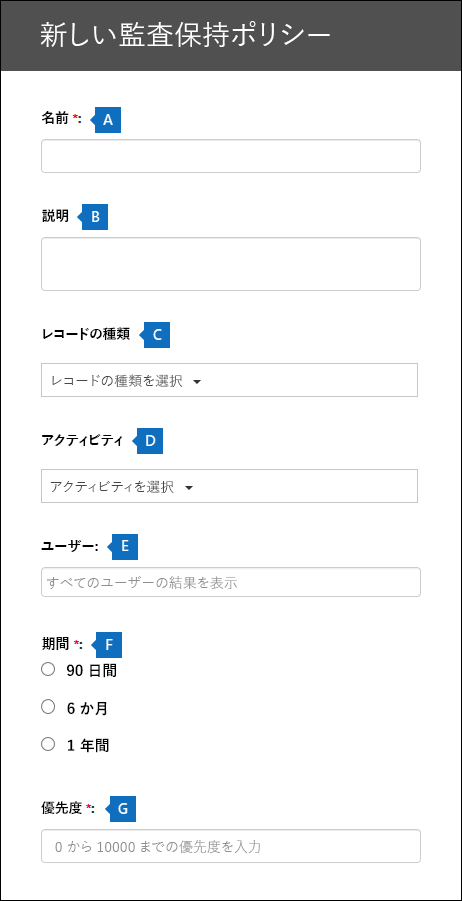 新しい監査保持ポリシー
名前 *: A
説明 B
レコードの種類 C
レコードの種類を選択
アクティビティ D
アクティビティを選択
ユーザー: E
すべてのユーザーの結果を表示
期間 *: F
90 日間
6 か月
1 年間
優先度 *: G
0 から 10000 までの優先度を入力